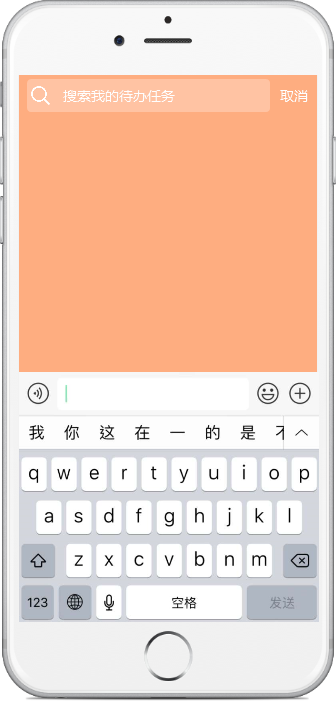 搜索我的待办任务 取消
我 你 这 在 一 的 是
q w e r t y u i o p
a s d f g h j k l
z x c v b n m
123 空格 发送